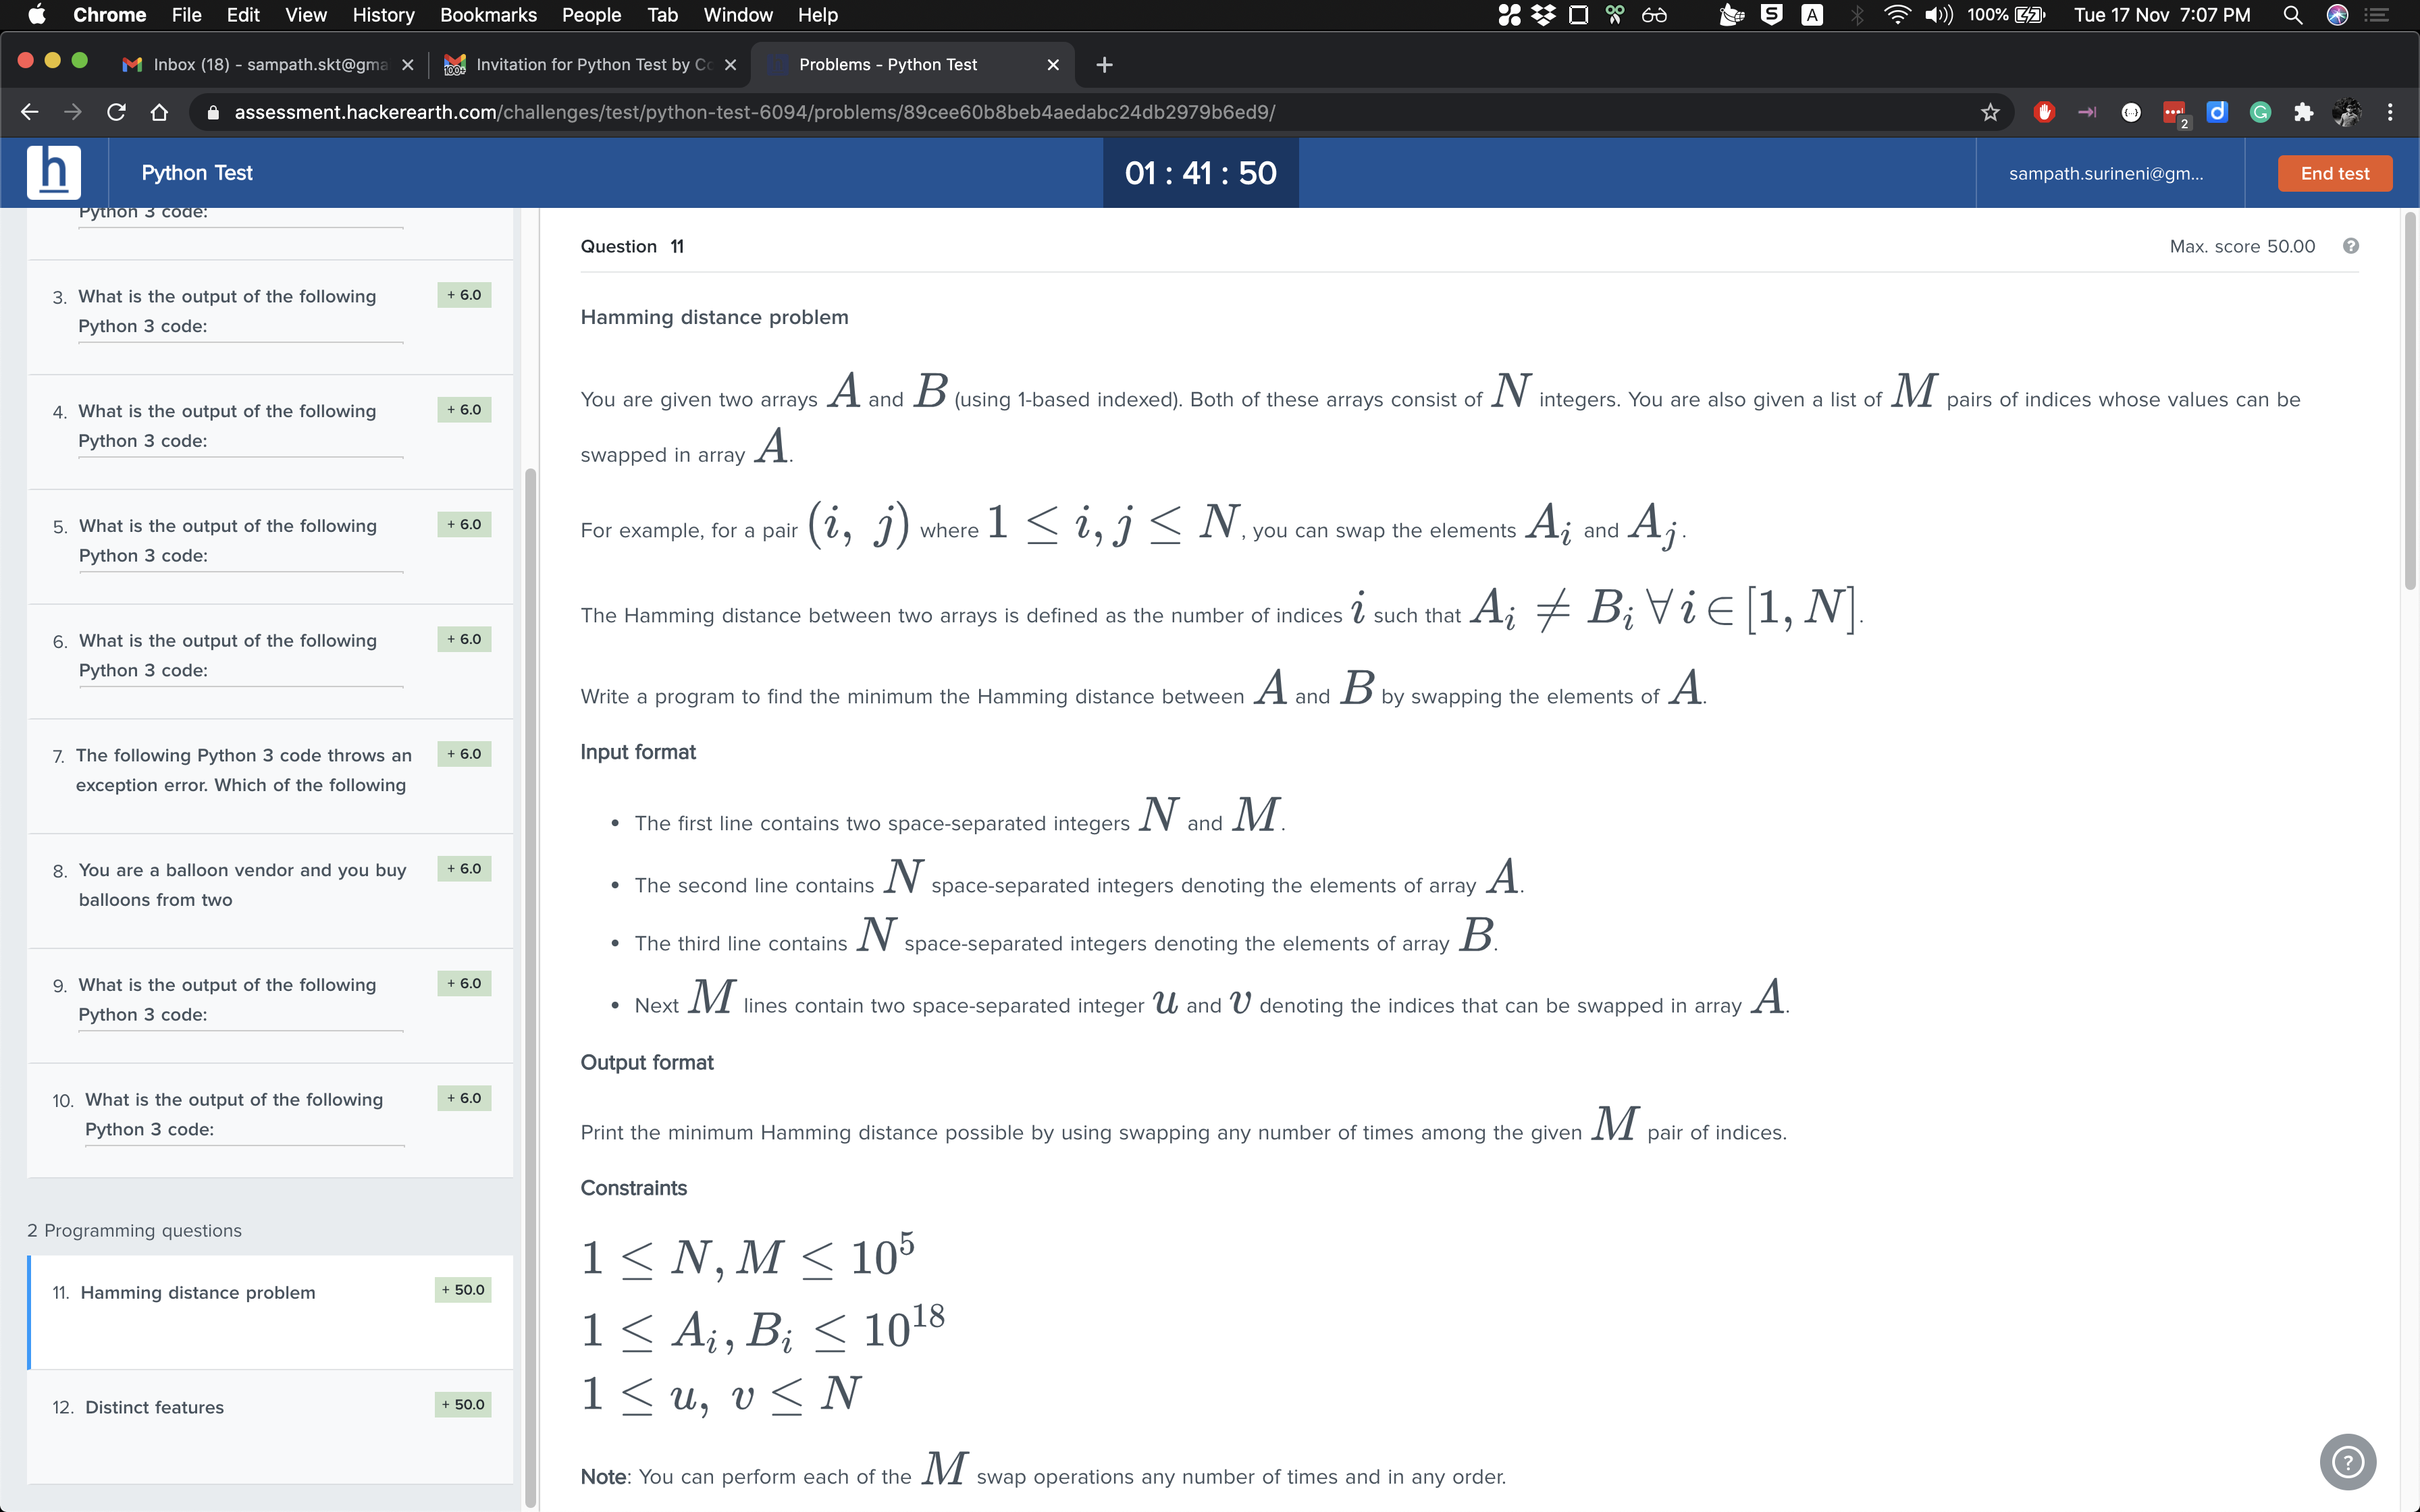 Chrome File Edit View History Bookmarks People Tab Window Help 100% Tue 17 Nov 7:07 PM
Inbox (18) - sampath.skt@gma Invitation for Python Test by Co Problems - Python Test
assessment.hackerearth.com/challenges/test/python-test-6094/problems/89cee60b8beb4aedabc24db2979b6ed9/
2
h Python Test 01 : 41 : 50 sampath.surineni@gm... End test
Python 3 code:
3. What is the output of the following + 6.0
Python 3 code:
4. What is the output of the following + 6.0
Python 3 code:
5. What is the output of the following + 6.0
Python 3 code:
6. What is the output of the following + 6.0
Python 3 code:
7. The following Python 3 code throws an + 6.0
exception error. Which of the following
8. You are a balloon vendor and you buy + 6.0
balloons from two
9. What is the output of the following + 6.0
Python 3 code:
10. What is the output of the following + 6.0
Python 3 code:
2 Programming questions
11. Hamming distance problem + 50.0
12. Distinct features + 50.0
Question 11 Max. score 50.00 ?
Hamming distance problem
You are given two arrays A and B (using 1-based indexed). Both of these arrays consist of N integers. You are also given a list of M pairs of indices whose values can be
swapped in array A.
For example, for a pair (i, j) where 1 ≤ i, j ≤ N, you can swap the elements A_i and A_j.
The Hamming distance between two arrays is defined as the number of indices i such that A_i ≠ B_i ∀ i ∈ [1, N].
Write a program to find the minimum the Hamming distance between A and B by swapping the elements of A.
Input format
• The first line contains two space-separated integers N and M.
• The second line contains N space-separated integers denoting the elements of array A.
• The third line contains N space-separated integers denoting the elements of array B.
• Next M lines contain two space-separated integer u and v denoting the indices that can be swapped in array A.
Output format
Print the minimum Hamming distance possible by using swapping any number of times among the given M pair of indices.
Constraints
1 ≤ N, M ≤ 10^5
1 ≤ A_i, B_i ≤ 10^18
1 ≤ u, v ≤ N
Note: You can perform each of the M swap operations any number of times and in any order.
?